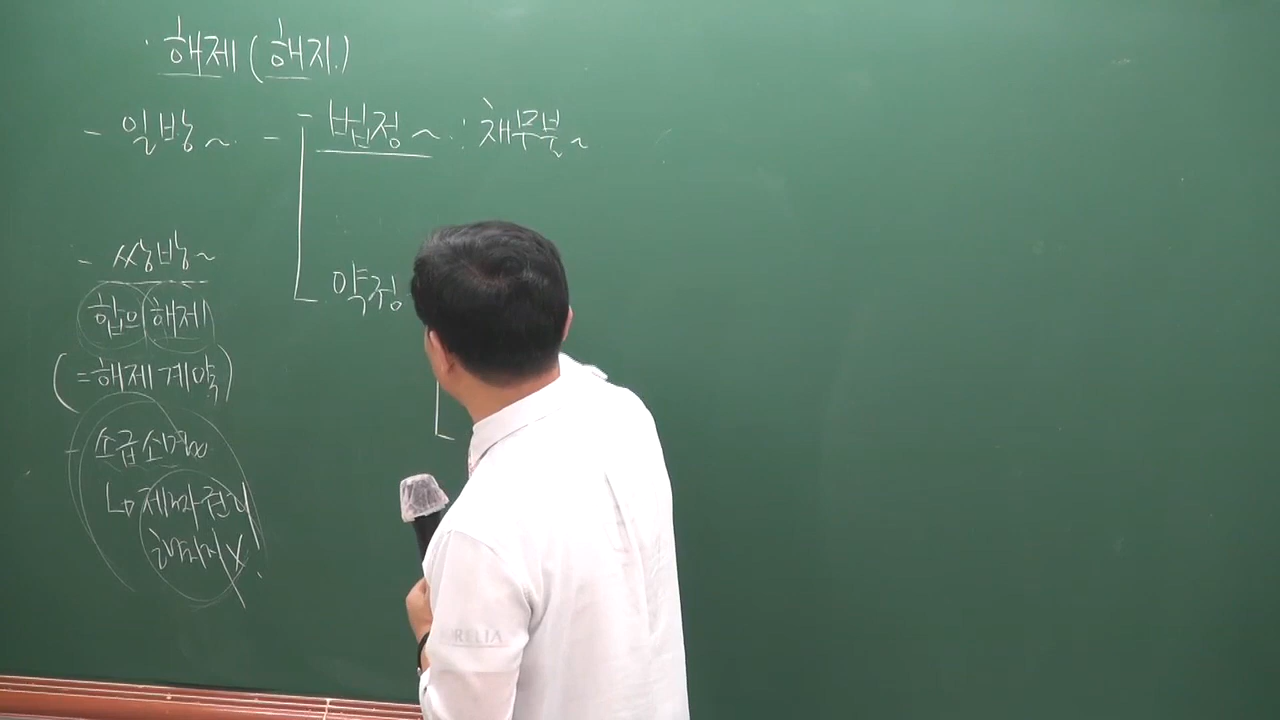 · 해제 (해지.)
- 일방~. - 법정~ : 채무불~
약정
- 쌍방~
합의해제
(=해제계약)
- 소급소멸 ○
↳ 제3자 권리
해하지 X.
RELIA